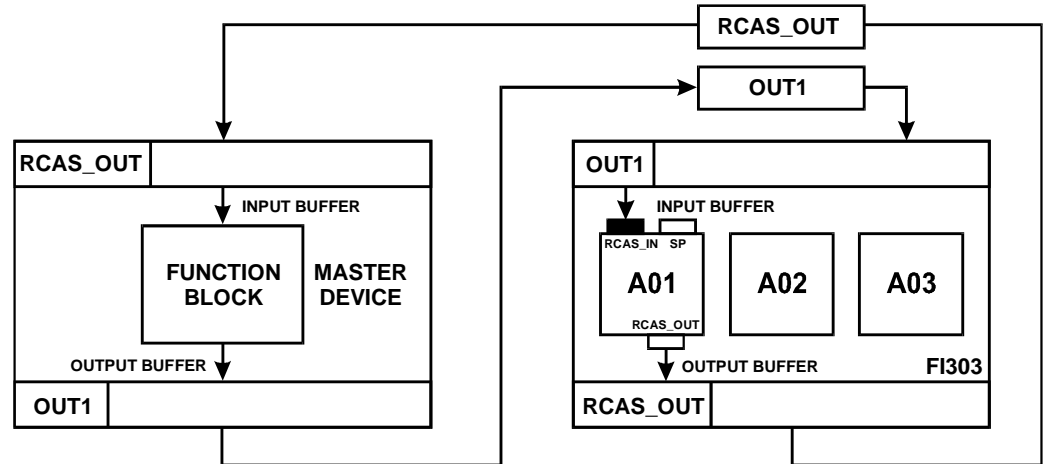 RCAS_OUT
OUT1
RCAS_OUT
INPUT BUFFER
FUNCTION
BLOCK
MASTER
DEVICE
OUTPUT BUFFER
OUT1
OUT1
INPUT BUFFER
RCAS_IN SP
A01
RCAS_OUT
A02
A03
OUTPUT BUFFER
FI303
RCAS_OUT